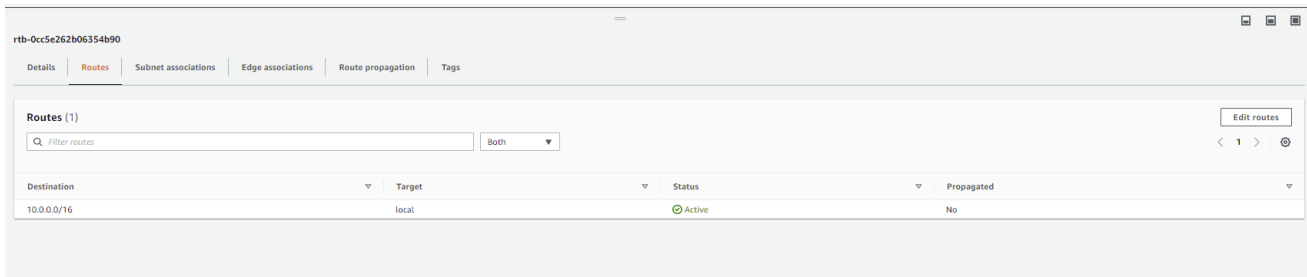 rtb-0cc5e262b06354b90
Details Routes Subnet associations Edge associations Route propagation Tags
Routes (1)
Edit routes
Filter routes
Both
1
Destination Target Status Propagated
10.0.0.0/16 local Active No